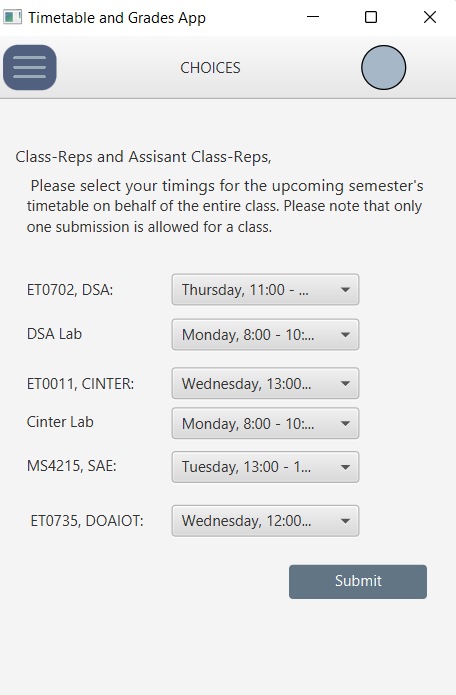 Timetable and Grades App
CHOICES
Class-Reps and Assisant Class-Reps,
Please select your timings for the upcoming semester's
timetable on behalf of the entire class. Please note that only
one submission is allowed for a class.
ET0702, DSA: Thursday, 11:00 - ...
DSA Lab Monday, 8:00 - 10:...
ET0011, CINTER: Wednesday, 13:00...
Cinter Lab Monday, 8:00 - 10:...
MS4215, SAE: Tuesday, 13:00 - 1...
ET0735, DOAIOT: Wednesday, 12:00...
Submit